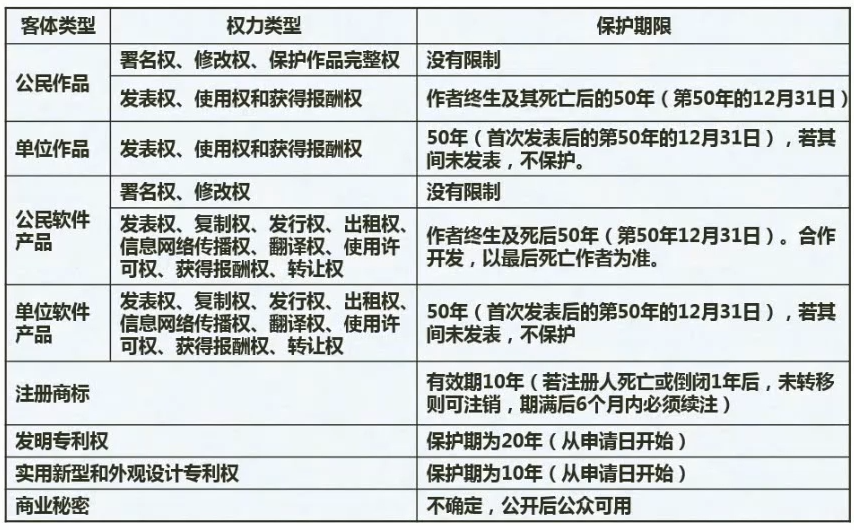 客体类型 权力类型 保护期限
公民作品
署名权、修改权、保护作品完整权 没有限制
发表权、使用权和获得报酬权 作者终生及其死亡后的50年（第50年的12月31日）
单位作品 发表权、使用权和获得报酬权
50年（首次发表后的第50年的12月31日），若其
间未发表，不保护。
公民软件
产品
署名权、修改权 没有限制
发表权、复制权、发行权、出租权、
信息网络传播权、翻译权、使用许
可权、获得报酬权、转让权
作者终生及死后50年（第50年12月31日）。合作
开发，以最后死亡作者为准。
单位软件
产品
发表权、复制权、发行权、出租权、
信息网络传播权、翻译权、使用许
可权、获得报酬权、转让权
50年（首次发表后的第50年的12月31日），若其
间未发表，不保护
注册商标
有效期10年（若注册人死亡或倒闭1年后，未转移
则可注销，期满后6个月内必须续注）
发明专利权 保护期为20年（从申请日开始）
实用新型和外观设计专利权 保护期为10年（从申请日开始）
商业秘密 不确定，公开后公众可用